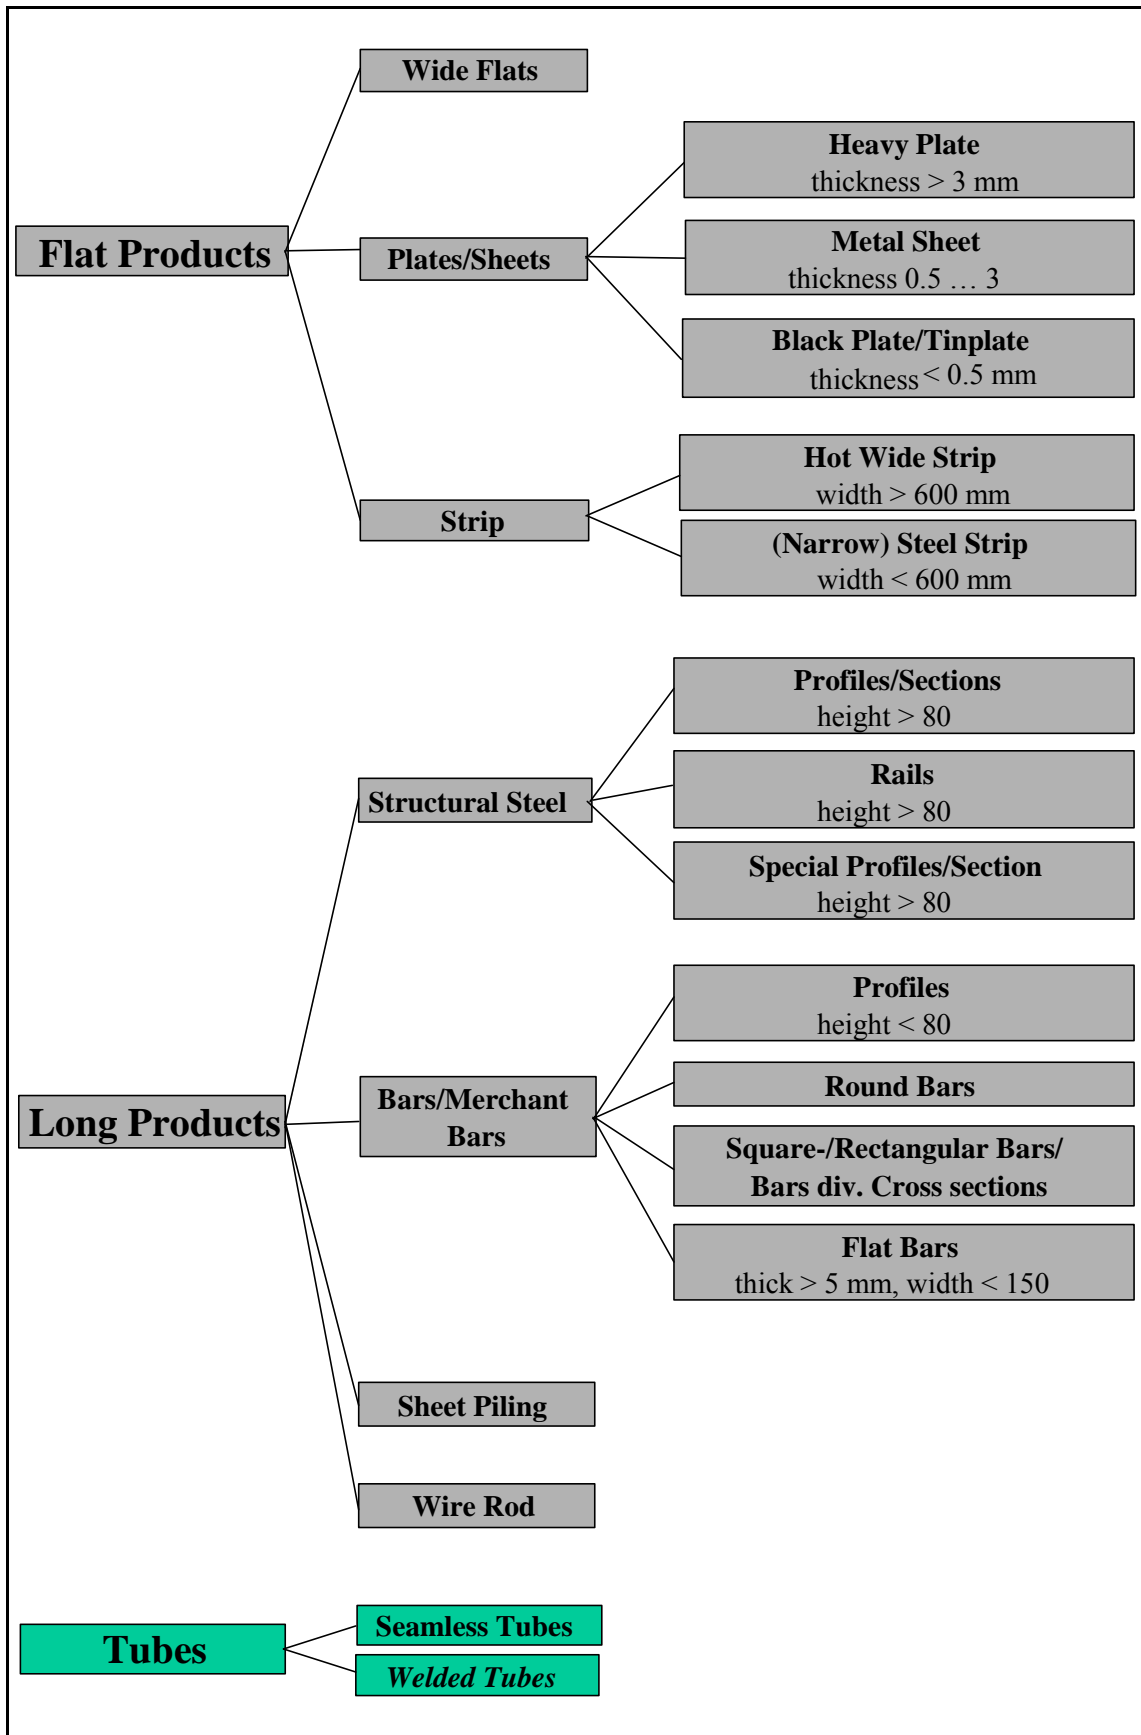 Wide Flats
Heavy Plate
thickness > 3 mm
Flat Products
Plates/Sheets
Metal Sheet
thickness 0.5 … 3
Black Plate/Tinplate
thickness < 0.5 mm
Strip
Hot Wide Strip
width > 600 mm
(Narrow) Steel Strip
width < 600 mm
Profiles/Sections
height > 80
Structural Steel
Rails
height > 80
Special Profiles/Section
height > 80
Profiles
height < 80
Long Products
Bars/Merchant
Bars
Round Bars
Square-/Rectangular Bars/
Bars div. Cross sections
Flat Bars
thick > 5 mm, width < 150
Sheet Piling
Wire Rod
Tubes
Seamless Tubes
Welded Tubes